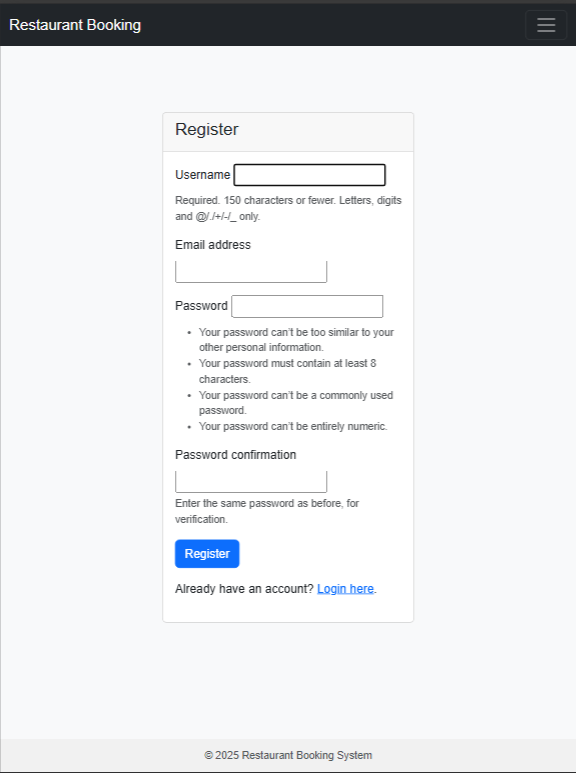 Restaurant Booking
Register
Username
Required. 150 characters or fewer. Letters, digits
and @/./+/-/_ only.
Email address
Password
• Your password can't be too similar to your
other personal information.
• Your password must contain at least 8
characters.
• Your password can't be a commonly used
password.
• Your password can't be entirely numeric.
Password confirmation
Enter the same password as before, for
verification.
Register
Already have an account? Login here.
© 2025 Restaurant Booking System